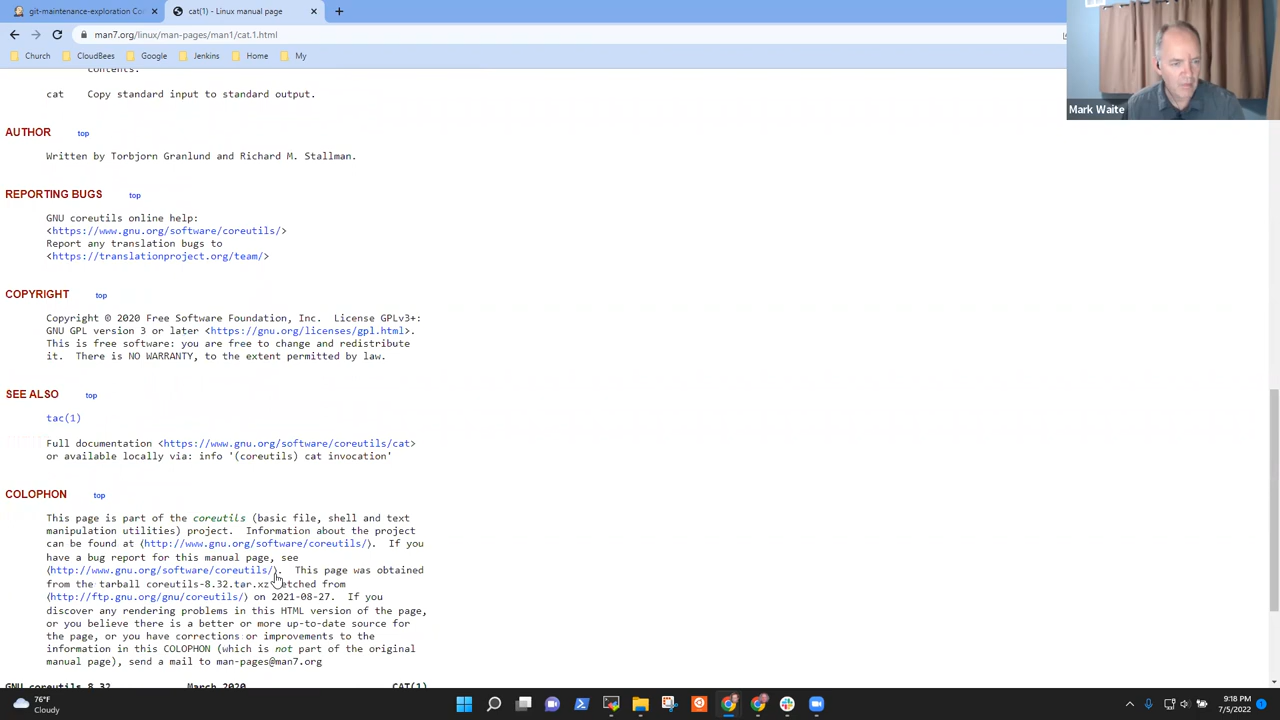 git-maintenance-exploration Co
cat(1) - Linux manual page
man7.org/linux/man-pages/man1/cat.1.html
Church
CloudBees
Google
Jenkins
Home
My
Mark Waite
contents.
cat    Copy standard input to standard output.
AUTHOR top
Written by Torbjorn Granlund and Richard M. Stallman.
REPORTING BUGS top
GNU coreutils online help:
<https://www.gnu.org/software/coreutils/>
Report any translation bugs to
<https://translationproject.org/team/>
COPYRIGHT top
Copyright © 2020 Free Software Foundation, Inc.  License GPLv3+:
GNU GPL version 3 or later <https://gnu.org/licenses/gpl.html>.
This is free software: you are free to change and redistribute
it.  There is NO WARRANTY, to the extent permitted by law.
SEE ALSO top
tac(1)
Full documentation <https://www.gnu.org/software/coreutils/cat>
or available locally via: info '(coreutils) cat invocation'
COLOPHON top
This page is part of the coreutils (basic file, shell and text
manipulation utilities) project.  Information about the project
can be found at ⟨http://www.gnu.org/software/coreutils/⟩.  If you
have a bug report for this manual page, see
⟨http://www.gnu.org/software/coreutils/⟩.  This page was obtained
from the tarball coreutils-8.32.tar.xz fetched from
⟨http://ftp.gnu.org/gnu/coreutils/⟩ on 2021-08-27.  If you
discover any rendering problems in this HTML version of the page,
or you believe there is a better or more up-to-date source for
the page, or you have corrections or improvements to the
information in this COLOPHON (which is not part of the original
manual page), send a mail to man-pages@man7.org
GNU coreutils 8.32 March 2020 CAT(1)
76°F
Cloudy
9:18 PM
7/5/2022